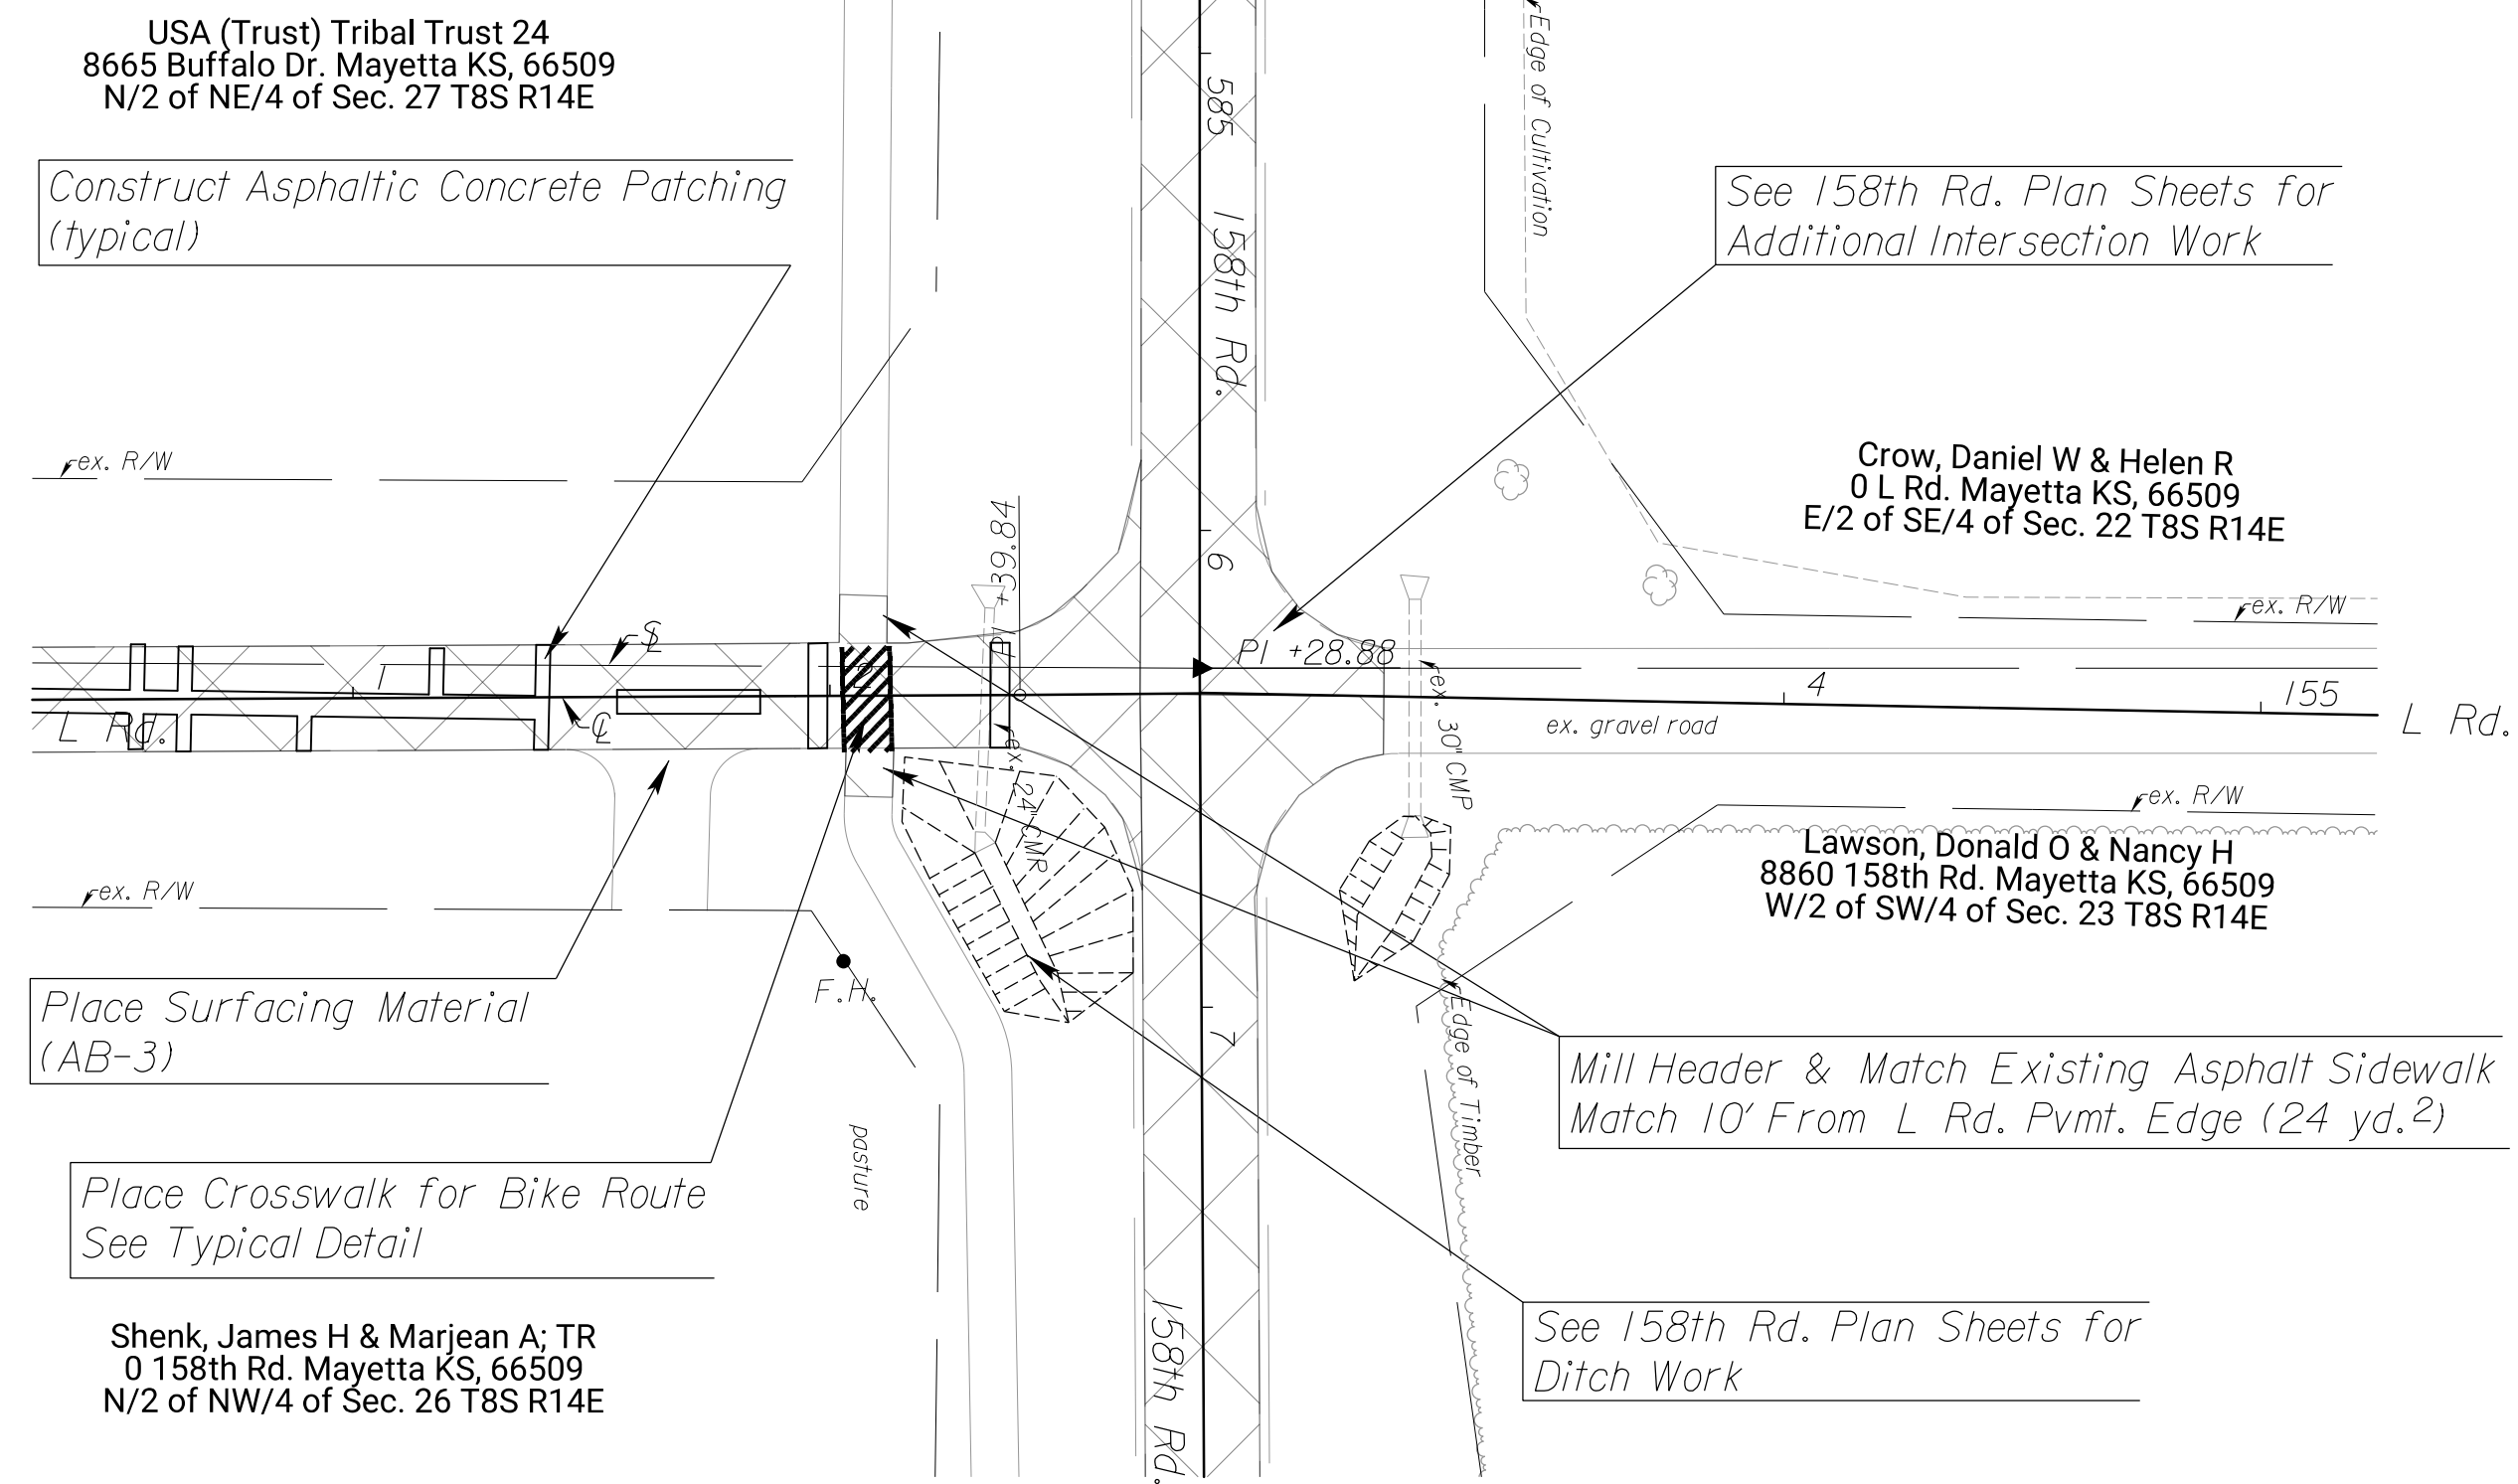 USA (Trust) Tribal Trust 24
8665 Buffalo Dr. Mayetta KS, 66509
N/2 of NE/4 of Sec. 27 T8S R14E
Construct Asphaltic Concrete Patching
(typical)
585
158th Rd.
Edge of Cultivation
See 158th Rd. Plan Sheets for
Additional Intersection Work
ex. R/W
Crow, Daniel W & Helen R
0 L Rd. Mayetta KS, 66509
E/2 of SE/4 of Sec. 22 T8S R14E
PI +39.84
6
ex. R/W
SL
PI +28.88
1
2
4
155
L Rd.
CL
ex. gravel road
L Rd.
ex. 24" CMP
ex. 30" CMP
ex. R/W
Lawson, Donald O & Nancy H
8860 158th Rd. Mayetta KS, 66509
W/2 of SW/4 of Sec. 23 T8S R14E
ex. R/W
F.H.
Place Surfacing Material
(AB-3)
7
Edge of Timber
Mill Header & Match Existing Asphalt Sidewalk
Match 10' From L Rd. Pvmt. Edge (24 yd.²)
pasture
Place Crosswalk for Bike Route
See Typical Detail
158th Rd.
See 158th Rd. Plan Sheets for
Ditch Work
Shenk, James H & Marjean A; TR
0 158th Rd. Mayetta KS, 66509
N/2 of NW/4 of Sec. 26 T8S R14E